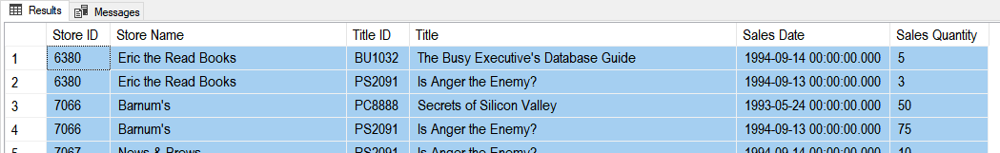 Results Messages
Store ID Store Name Title ID Title Sales Date Sales Quantity
1 6380 Eric the Read Books BU1032 The Busy Executive's Database Guide 1994-09-14 00:00:00.000 5
2 6380 Eric the Read Books PS2091 Is Anger the Enemy? 1994-09-13 00:00:00.000 3
3 7066 Barnum's PC8888 Secrets of Silicon Valley 1993-05-24 00:00:00.000 50
4 7066 Barnum's PS2091 Is Anger the Enemy? 1994-09-13 00:00:00.000 75
5 7067 News & Brews PS2091 Is Anger the Enemy? 1994-09-14 00:00:00.000 10